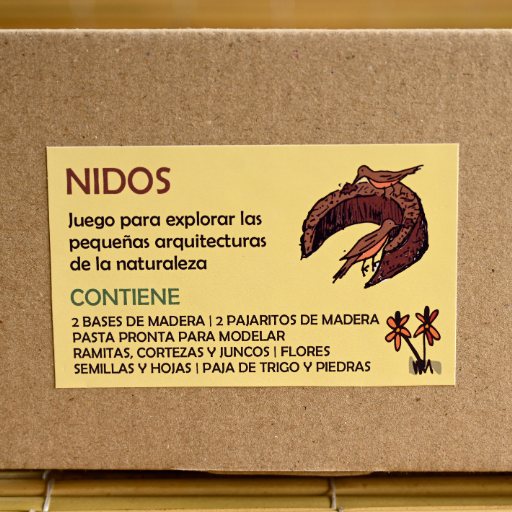 NIDOS
Juego para explorar las
pequeñas arquitecturas
de la naturaleza
CONTIENE
2 BASES DE MADERA | 2 PAJARITOS DE MADERA
PASTA PRONTA PARA MODELAR
RAMITAS, CORTEZAS Y JUNCOS | FLORES
SEMILLAS Y HOJAS | PAJA DE TRIGO Y PIEDRAS